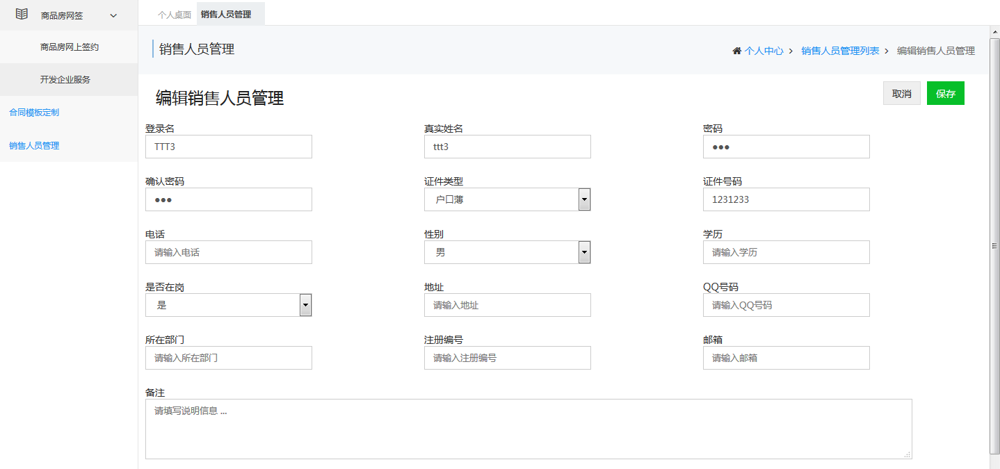 商品房网签
商品房网上签约
开发企业服务
合同模板定制
销售人员管理
个人桌面 销售人员管理
销售人员管理
个人中心 › 销售人员管理列表 › 编辑销售人员管理
编辑销售人员管理
取消 保存
登录名 真实姓名 密码
TTT3 ttt3 ●●●
确认密码 证件类型 证件号码
●●● 户口薄 1231233
电话 性别 学历
请输入电话 男 请输入学历
是否在岗 地址 QQ号码
是 请输入地址 请输入QQ号码
所在部门 注册编号 邮箱
请输入所在部门 请输入注册编号 请输入邮箱
备注
请填写说明信息 ...